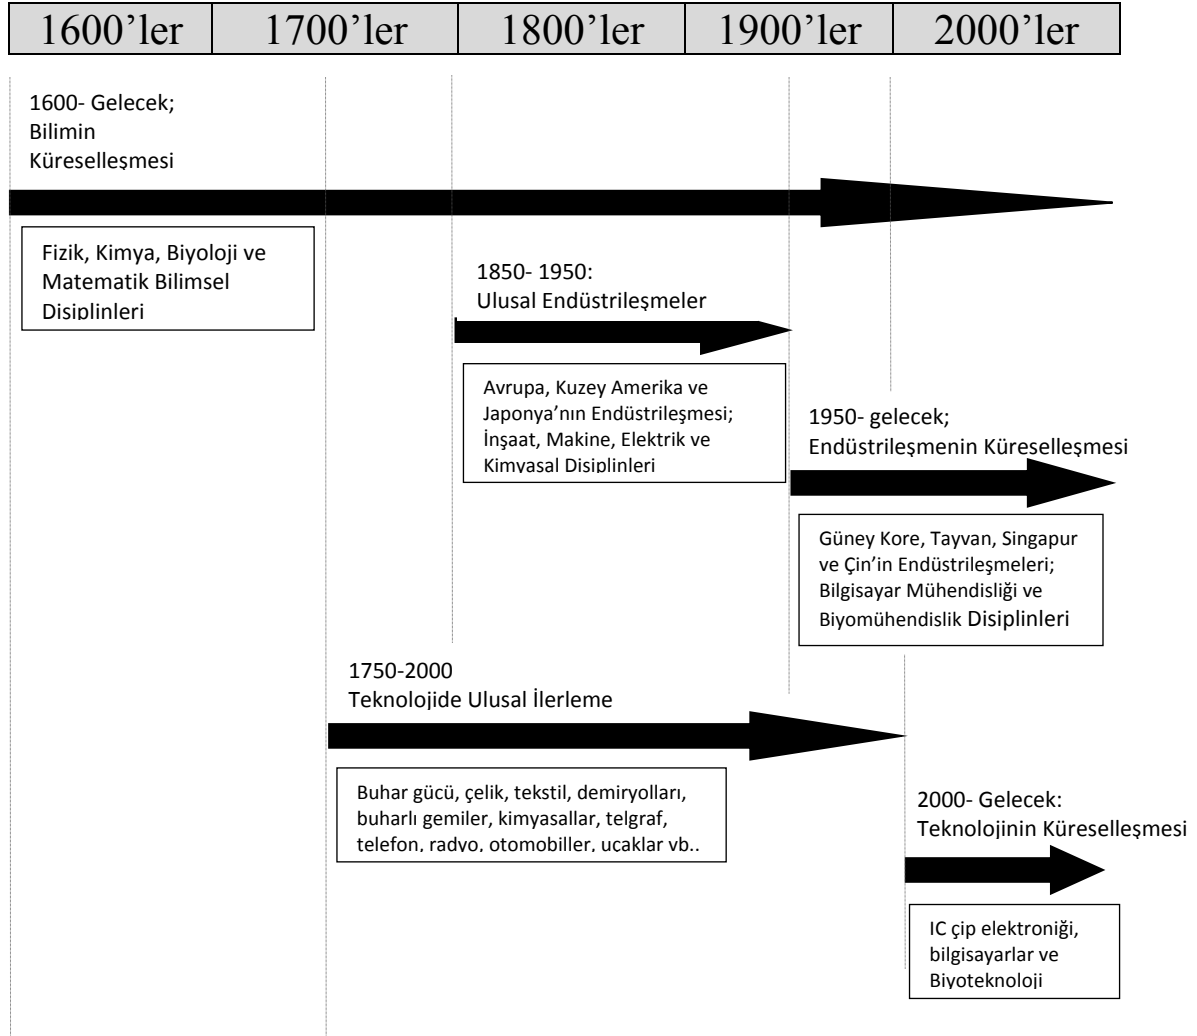 1600’ler 1700’ler 1800’ler 1900’ler 2000’ler
1600- Gelecek;
Bilimin
Küreselleşmesi
Fizik, Kimya, Biyoloji ve
Matematik Bilimsel
Disiplinleri
1850- 1950:
Ulusal Endüstrileşmeler
Avrupa, Kuzey Amerika ve
Japonya’nın Endüstrileşmesi;
İnşaat, Makine, Elektrik ve
Kimyasal Disiplinleri
1950- gelecek;
Endüstrileşmenin Küreselleşmesi
Güney Kore, Tayvan, Singapur
ve Çin’in Endüstrileşmeleri;
Bilgisayar Mühendisliği ve
Biyomühendislik Disiplinleri
1750-2000
Teknolojide Ulusal İlerleme
Buhar gücü, çelik, tekstil, demiryolları,
buharlı gemiler, kimyasallar, telgraf,
telefon, radyo, otomobiller, uçaklar vb..
2000- Gelecek:
Teknolojinin Küreselleşmesi
IC çip elektroniği,
bilgisayarlar ve
Biyoteknoloji